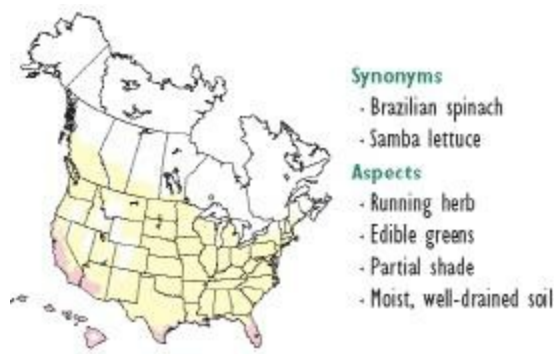 Synonyms
- Brazilian spinach
- Samba lettuce
Aspects
- Running herb
- Edible greens
- Partial shade
- Moist, well-drained soil